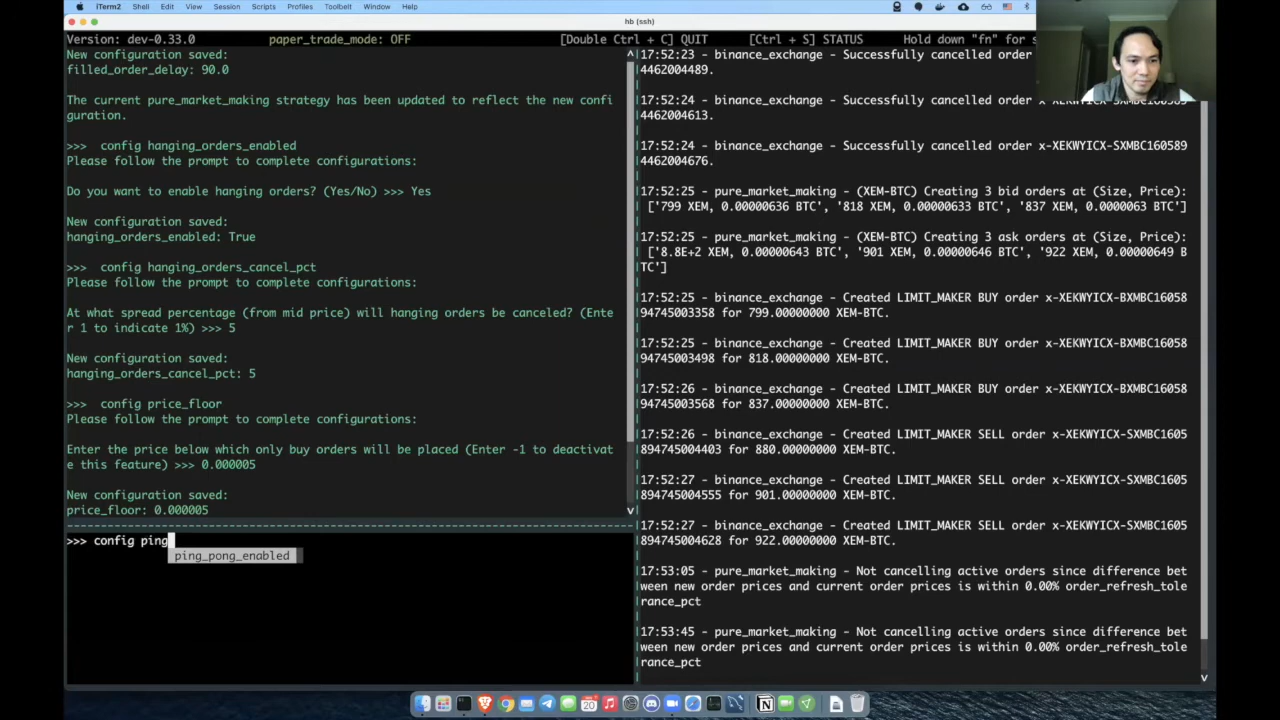 iTerm2 Shell Edit View Session Scripts Profiles Toolbelt Window Help
hb (ssh)
Version: dev-0.33.0 paper_trade_mode: OFF [Double Ctrl + C] QUIT [Ctrl + S] STATUS Hold down "fn" for s
New configuration saved:
filled_order_delay: 90.0
The current pure_market_making strategy has been updated to reflect the new confi
guration.
>>> config hanging_orders_enabled
Please follow the prompt to complete configurations:
Do you want to enable hanging orders? (Yes/No) >>> Yes
New configuration saved:
hanging_orders_enabled: True
>>> config hanging_orders_cancel_pct
Please follow the prompt to complete configurations:
At what spread percentage (from mid price) will hanging orders be canceled? (Ente
r 1 to indicate 1%) >>> 5
New configuration saved:
hanging_orders_cancel_pct: 5
>>> config price_floor
Please follow the prompt to complete configurations:
Enter the price below which only buy orders will be placed (Enter -1 to deactivat
e this feature) >>> 0.000005
New configuration saved:
price_floor: 0.000005
>>> config ping
ping_pong_enabled
17:52:23 - binance_exchange - Successfully cancelled order
4462004489.
17:52:24 - binance_exchange - Successfully cancelled order x-XEKWYICX-SXMBC160589
4462004613.
17:52:24 - binance_exchange - Successfully cancelled order x-XEKWYICX-SXMBC160589
4462004676.
17:52:25 - pure_market_making - (XEM-BTC) Creating 3 bid orders at (Size, Price):
['799 XEM, 0.00000636 BTC', '818 XEM, 0.00000633 BTC', '837 XEM, 0.0000063 BTC']
17:52:25 - pure_market_making - (XEM-BTC) Creating 3 ask orders at (Size, Price):
['8.8E+2 XEM, 0.00000643 BTC', '901 XEM, 0.00000646 BTC', '922 XEM, 0.00000649 B
TC']
17:52:25 - binance_exchange - Created LIMIT_MAKER BUY order x-XEKWYICX-BXMBC16058
94745003358 for 799.00000000 XEM-BTC.
17:52:25 - binance_exchange - Created LIMIT_MAKER BUY order x-XEKWYICX-BXMBC16058
94745003498 for 818.00000000 XEM-BTC.
17:52:26 - binance_exchange - Created LIMIT_MAKER BUY order x-XEKWYICX-BXMBC16058
94745003568 for 837.00000000 XEM-BTC.
17:52:26 - binance_exchange - Created LIMIT_MAKER SELL order x-XEKWYICX-SXMBC1605
894745004403 for 880.00000000 XEM-BTC.
17:52:27 - binance_exchange - Created LIMIT_MAKER SELL order x-XEKWYICX-SXMBC1605
894745004555 for 901.00000000 XEM-BTC.
17:52:27 - binance_exchange - Created LIMIT_MAKER SELL order x-XEKWYICX-SXMBC1605
894745004628 for 922.00000000 XEM-BTC.
17:53:05 - pure_market_making - Not cancelling active orders since difference bet
ween new order prices and current order prices is within 0.00% order_refresh_tole
rance_pct
17:53:45 - pure_market_making - Not cancelling active orders since difference bet
ween new order prices and current order prices is within 0.00% order_refresh_tole
rance_pct